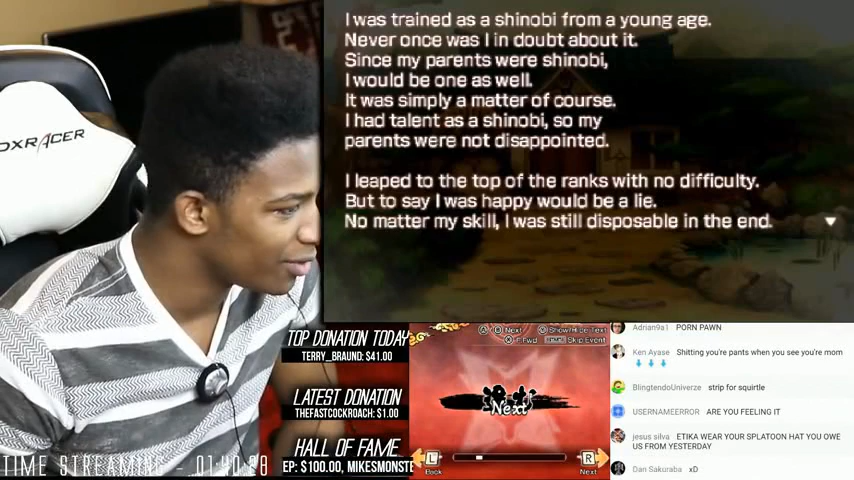 I was trained as a shinobi from a young age.
Never once was I in doubt about it.
Since my parents were shinobi,
I would be one as well.
It was simply a matter of course.
I had talent as a shinobi, so my
parents were not disappointed.
I leaped to the top of the ranks with no difficulty.
But to say I was happy would be a lie.
No matter my skill, I was still disposable in the end.
DXRACER
TOP DONATION TODAY
TERRY_BRAUND: $41.00
LATEST DONATION
THEFASTCOCKROACH: $1.00
HALL OF FAME
EP: $100.00, MIKESMONSTE
TIME STREAMING - 01:40:28
Next
Show/Hide Text
F.Fwd
Skip Event
Next
L
Back
R
Next
Adrian9a1 PORN PAWN
Ken Ayase Shitting you're pants when you see you're mom
BlingtendoUniverze strip for squirtle
USERNAMEERROR ARE YOU FEELING IT
jesus silva ETIKA WEAR YOUR SPLATOON HAT YOU OWE
US FROM YESTERDAY
Dan Sakuraba xD